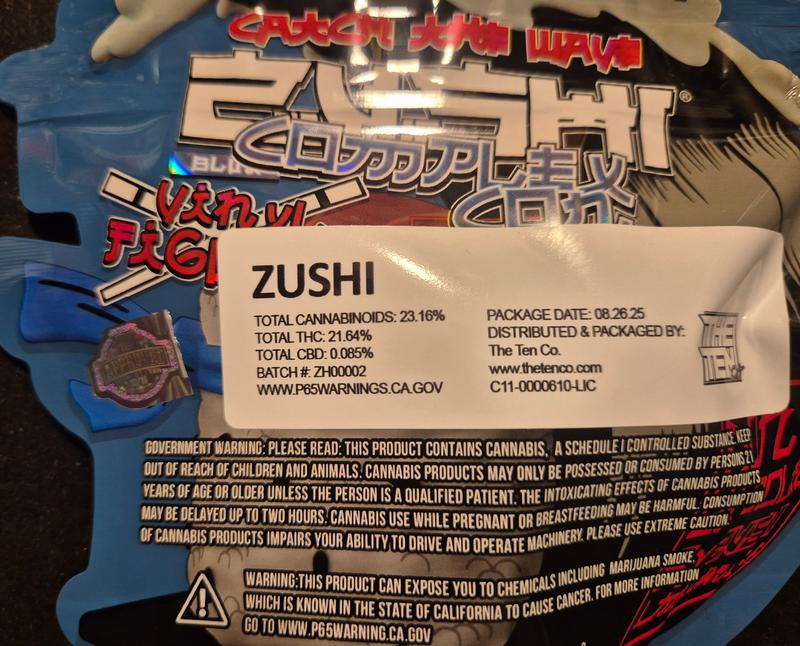 CATCH THE WAVE
ZUSHI®
COMPLEX
BLUE
ZUSHI
TOTAL CANNABINOIDS: 23.16%
TOTAL THC: 21.64%
TOTAL CBD: 0.085%
BATCH #: ZH00002
WWW.P65WARNINGS.CA.GOV
PACKAGE DATE: 08.26.25
DISTRIBUTED & PACKAGED BY:
The Ten Co.
www.thetenco.com
C11-0000610-LIC
THE
TEN
GOVERNMENT WARNING: PLEASE READ: THIS PRODUCT CONTAINS CANNABIS, A SCHEDULE I CONTROLLED SUBSTANCE. KEEP
OUT OF REACH OF CHILDREN AND ANIMALS. CANNABIS PRODUCTS MAY ONLY BE POSSESSED OR CONSUMED BY PERSONS 21
YEARS OF AGE OR OLDER UNLESS THE PERSON IS A QUALIFIED PATIENT. THE INTOXICATING EFFECTS OF CANNABIS PRODUCTS
MAY BE DELAYED UP TO TWO HOURS. CANNABIS USE WHILE PREGNANT OR BREASTFEEDING MAY BE HARMFUL. CONSUMPTION
OF CANNABIS PRODUCTS IMPAIRS YOUR ABILITY TO DRIVE AND OPERATE MACHINERY. PLEASE USE EXTREME CAUTION.
WARNING:THIS PRODUCT CAN EXPOSE YOU TO CHEMICALS INCLUDING MARIJUANA SMOKE,
WHICH IS KNOWN IN THE STATE OF CALIFORNIA TO CAUSE CANCER. FOR MORE INFORMATION
GO TO WWW.P65WARNING.CA.GOV